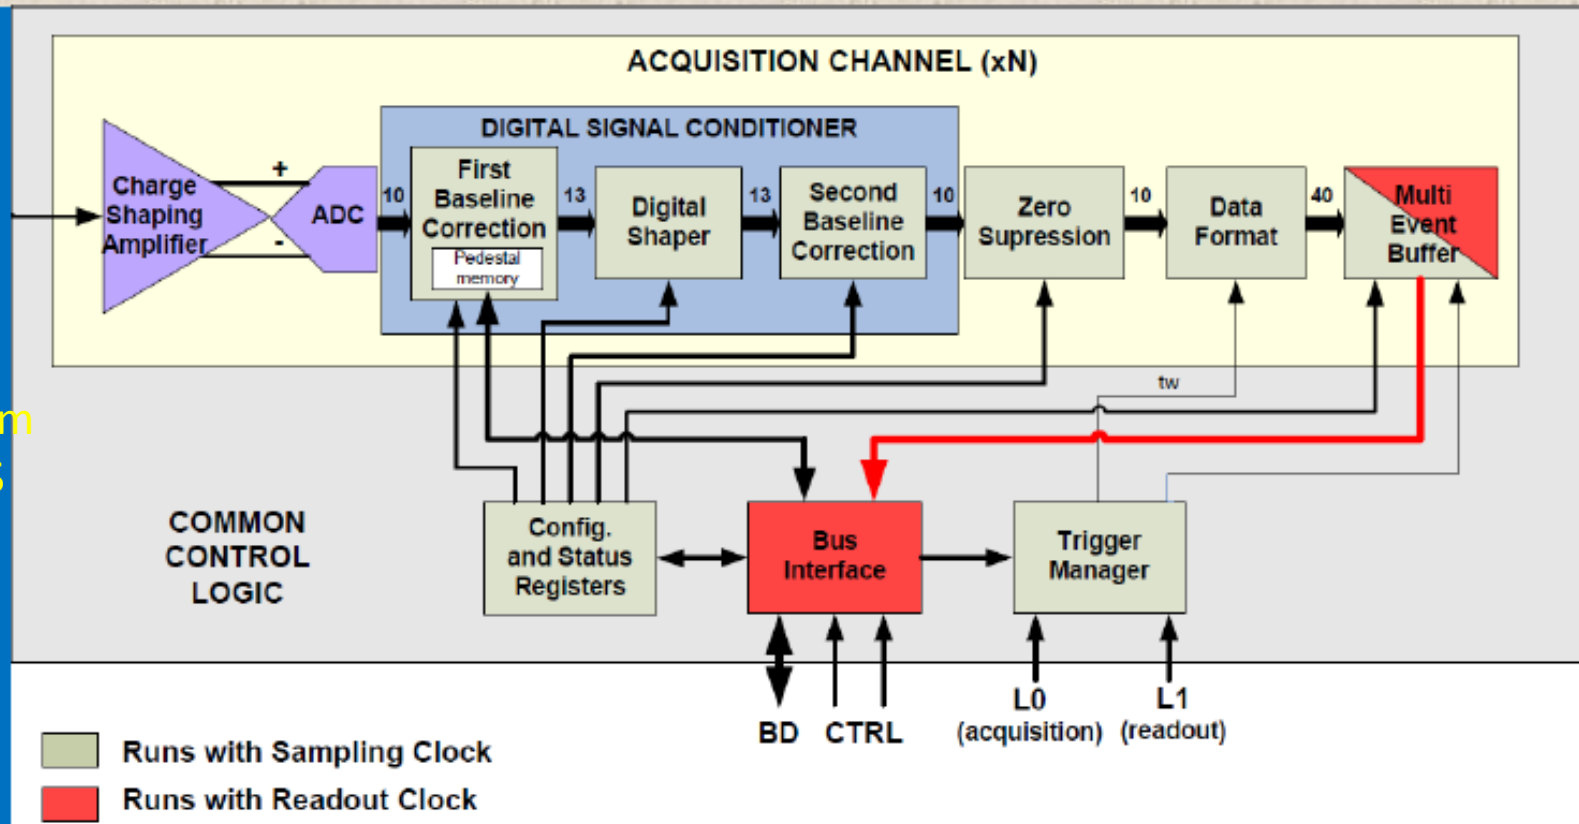 ACQUISITION CHANNEL (xN)
DIGITAL SIGNAL CONDITIONER
Charge
Shaping
Amplifier
+
-
ADC
10
First
Baseline
Correction
Pedestal
memory
13
Digital
Shaper
13
Second
Baseline
Correction
10
Zero
Supression
10
Data
Format
40
Multi
Event
Buffer
tw
m
s
COMMON
CONTROL
LOGIC
Config.
and Status
Registers
Bus
Interface
Trigger
Manager
BD
CTRL
L0
(acquisition)
L1
(readout)
Runs with Sampling Clock
Runs with Readout Clock